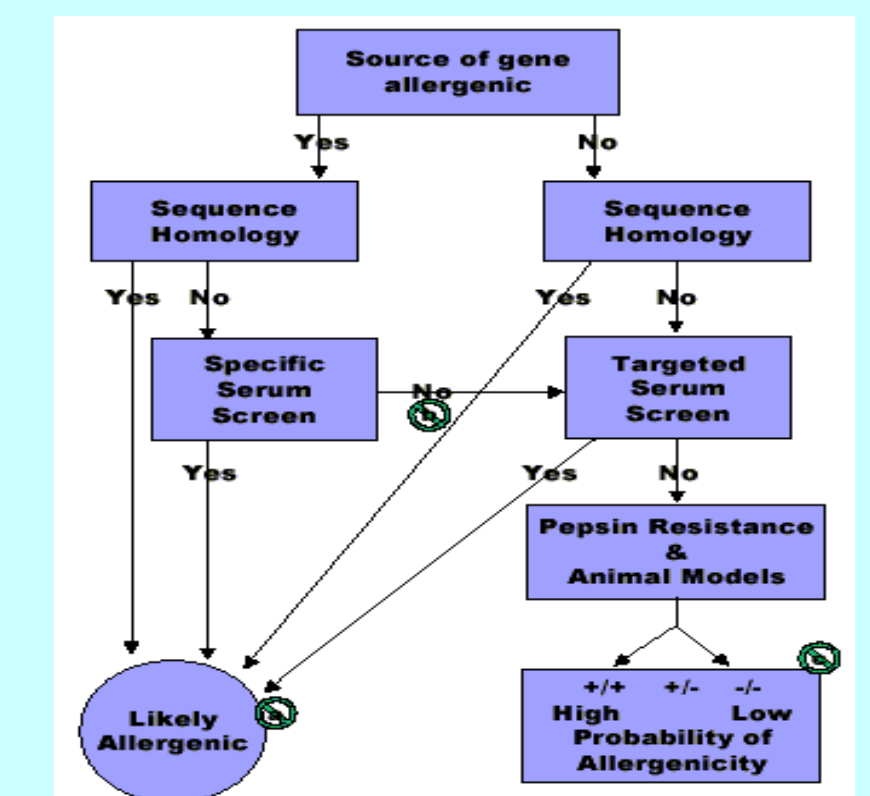 Source of gene
allergenic
Yes
No
Sequence
Homology
Sequence
Homology
Yes
No
Yes
No
Specific
Serum
Screen
No
Targeted
Serum
Screen
Yes
Yes
No
Pepsin Resistance
&
Animal Models
+/+ +/- -/-
High Low
Probability of
Allergenicity
Likely
Allergenic